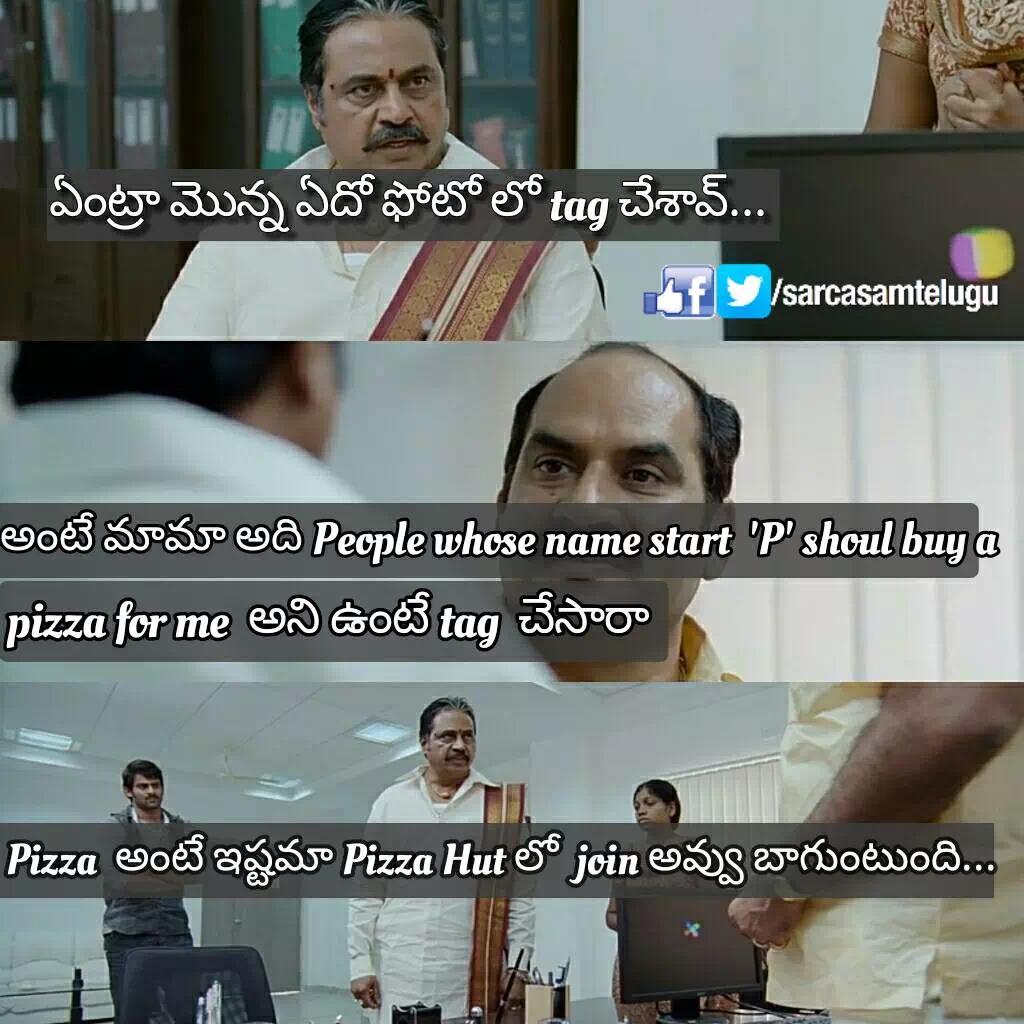 ఏంట్రా మొన్న ఏదో ఫోటో లో tag చేశావ్...
/sarcasamtelugu
అంటే మామా అది People whose name start 'P' shoul buy a
pizza for me అని ఉంటే tag చేసారా
Pizza అంటే ఇష్టమా Pizza Hut లో join అవ్వు బాగుంటుంది...